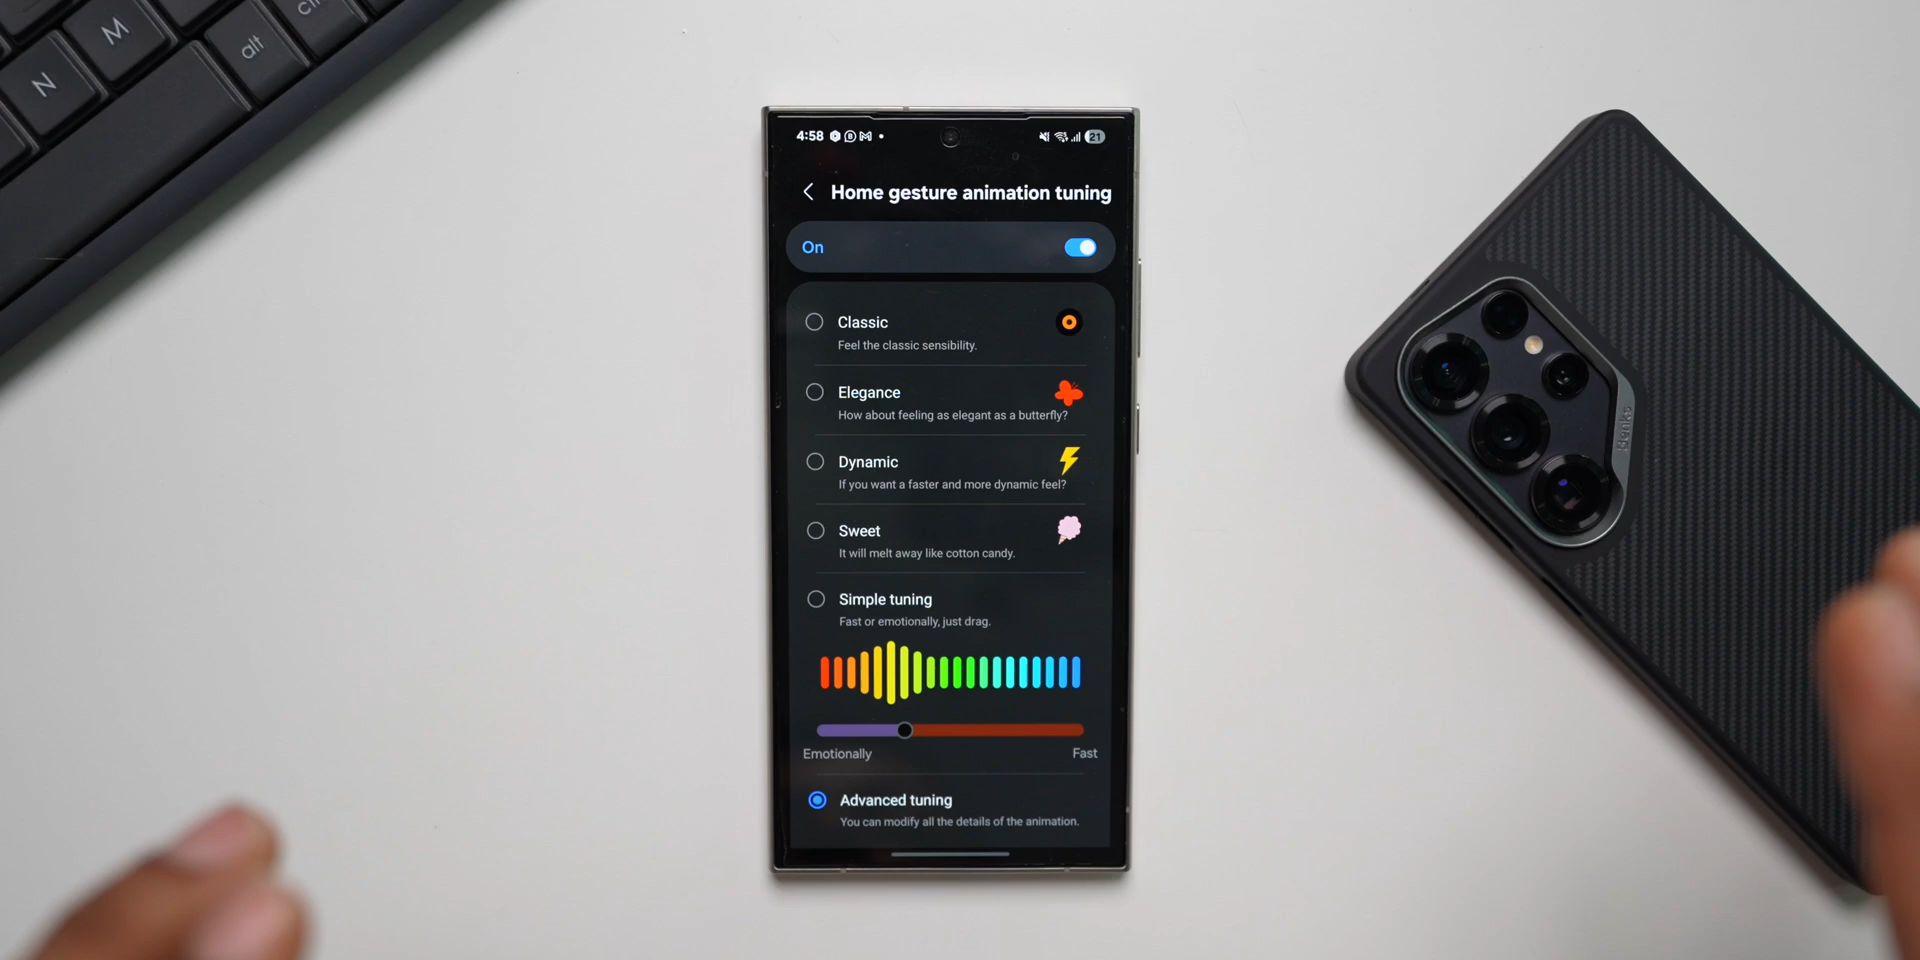 N
M
alt
ctrl
4:58
21
Home gesture animation tuning
On
Classic
Feel the classic sensibility.
Elegance
How about feeling as elegant as a butterfly?
Dynamic
If you want a faster and more dynamic feel?
Sweet
It will melt away like cotton candy.
Simple tuning
Fast or emotionally, just drag.
Emotionally
Fast
Advanced tuning
You can modify all the details of the animation.
benks